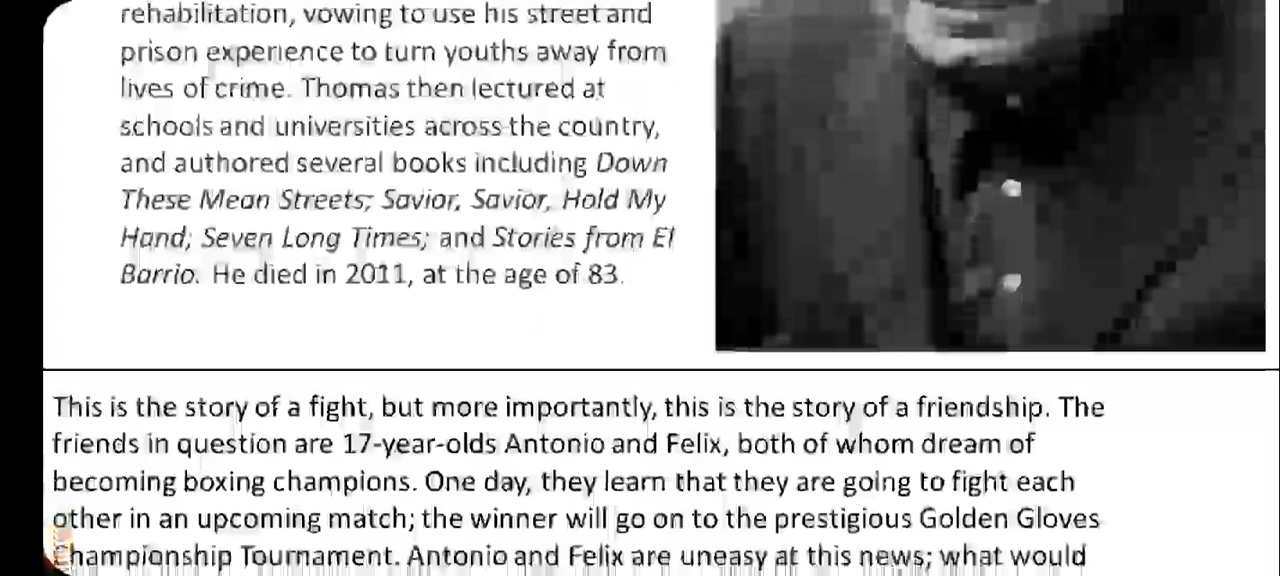 rehabilitation, vowing to use his street and
prison experience to turn youths away from
lives of crime. Thomas then lectured at
schools and universities across the country,
and authored several books including Down
These Mean Streets; Savior, Savior, Hold My
Hand; Seven Long Times; and Stories from El
Barrio. He died in 2011, at the age of 83.
This is the story of a fight, but more importantly, this is the story of a friendship. The
friends in question are 17-year-olds Antonio and Felix, both of whom dream of
becoming boxing champions. One day, they learn that they are going to fight each
other in an upcoming match; the winner will go on to the prestigious Golden Gloves
hampionship Tournament. Antonio and Felix are uneasy at this news; what would